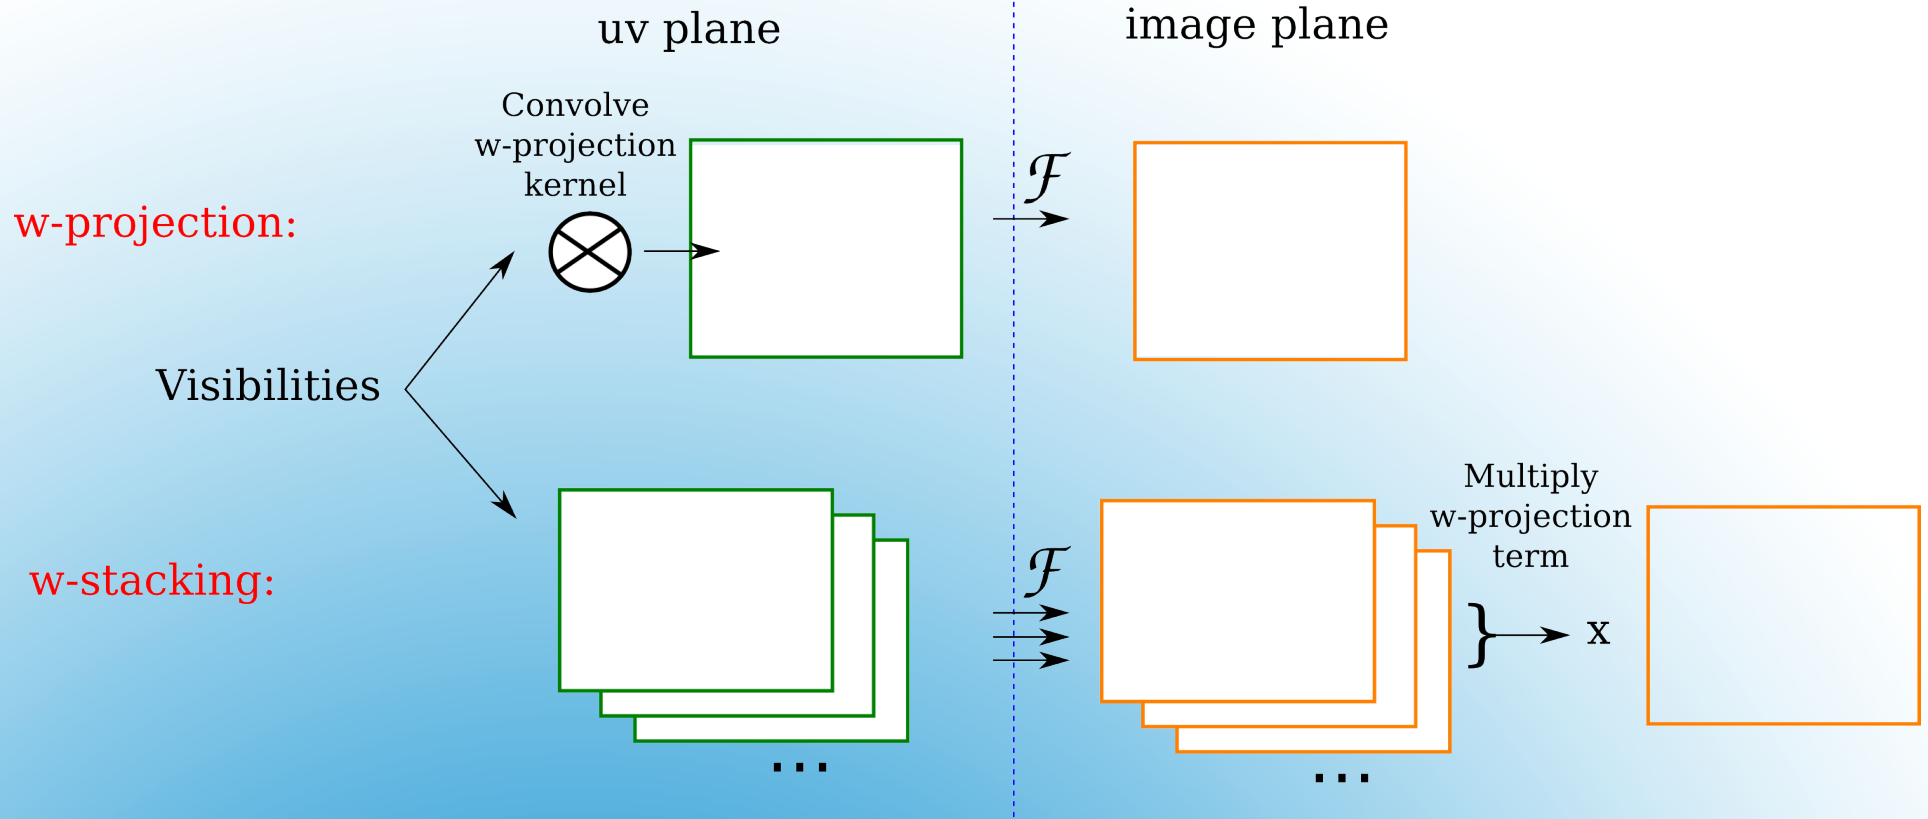 uv plane
image plane
Convolve
w-projection
kernel
ℱ
w-projection:
Visibilities
Multiply
w-projection
term
ℱ
w-stacking:
} x
...
...